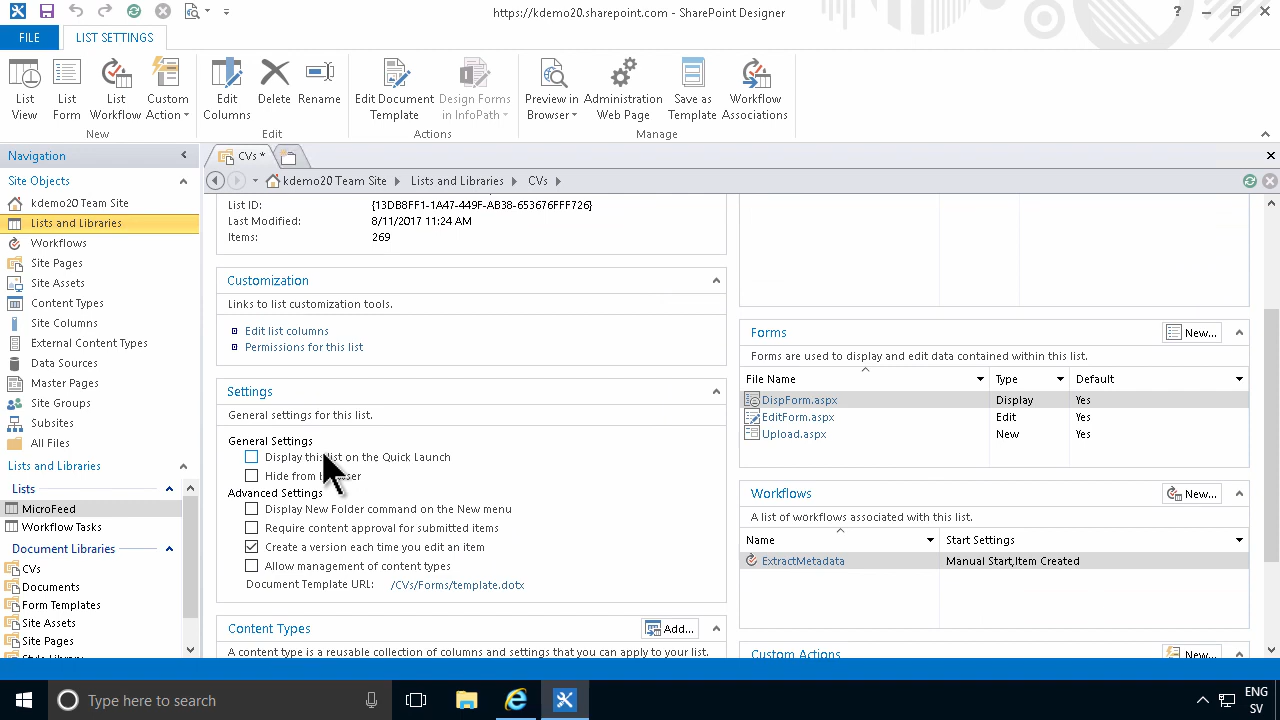 https://kdemo20.sharepoint.com - SharePoint Designer
FILE
LIST SETTINGS
List View
List Form
List Workflow
Custom Action
New
Edit Columns
Delete
Rename
Edit
Edit Document Template
Design Forms in InfoPath
Actions
Preview in Browser
Administration Web Page
Save as Template
Workflow Associations
Manage
Navigation
Site Objects
kdemo20 Team Site
Lists and Libraries
Workflows
Site Pages
Site Assets
Content Types
Site Columns
External Content Types
Data Sources
Master Pages
Site Groups
Subsites
All Files
Lists and Libraries
Lists
MicroFeed
Workflow Tasks
Document Libraries
CVs
Documents
Form Templates
Site Assets
Site Pages
Style Library
CVs *
kdemo20 Team Site
Lists and Libraries
CVs
List ID: {13DB8FF1-1A47-449F-AB38-653676FFF726}
Last Modified: 8/11/2017 11:24 AM
Items: 269
Customization
Links to list customization tools.
Edit list columns
Permissions for this list
Settings
General settings for this list.
General Settings
Display this list on the Quick Launch
Hide from
Advanced Settings
Display New Folder command on the New menu
Require content approval for submitted items
Create a version each time you edit an item
Allow management of content types
Document Template URL: /CVs/Forms/template.dotx
Content Types
Add...
A content type is a reusable collection of columns and settings that you can apply to your list.
Forms
New...
Forms are used to display and edit data contained within this list.
File Name Type Default
DispForm.aspx Display Yes
EditForm.aspx Edit Yes
Upload.aspx New Yes
Workflows
New...
A list of workflows associated with this list.
Name Start Settings
ExtractMetadata Manual Start,Item Created
Custom Actions
New...
Type here to search
ENG
SV